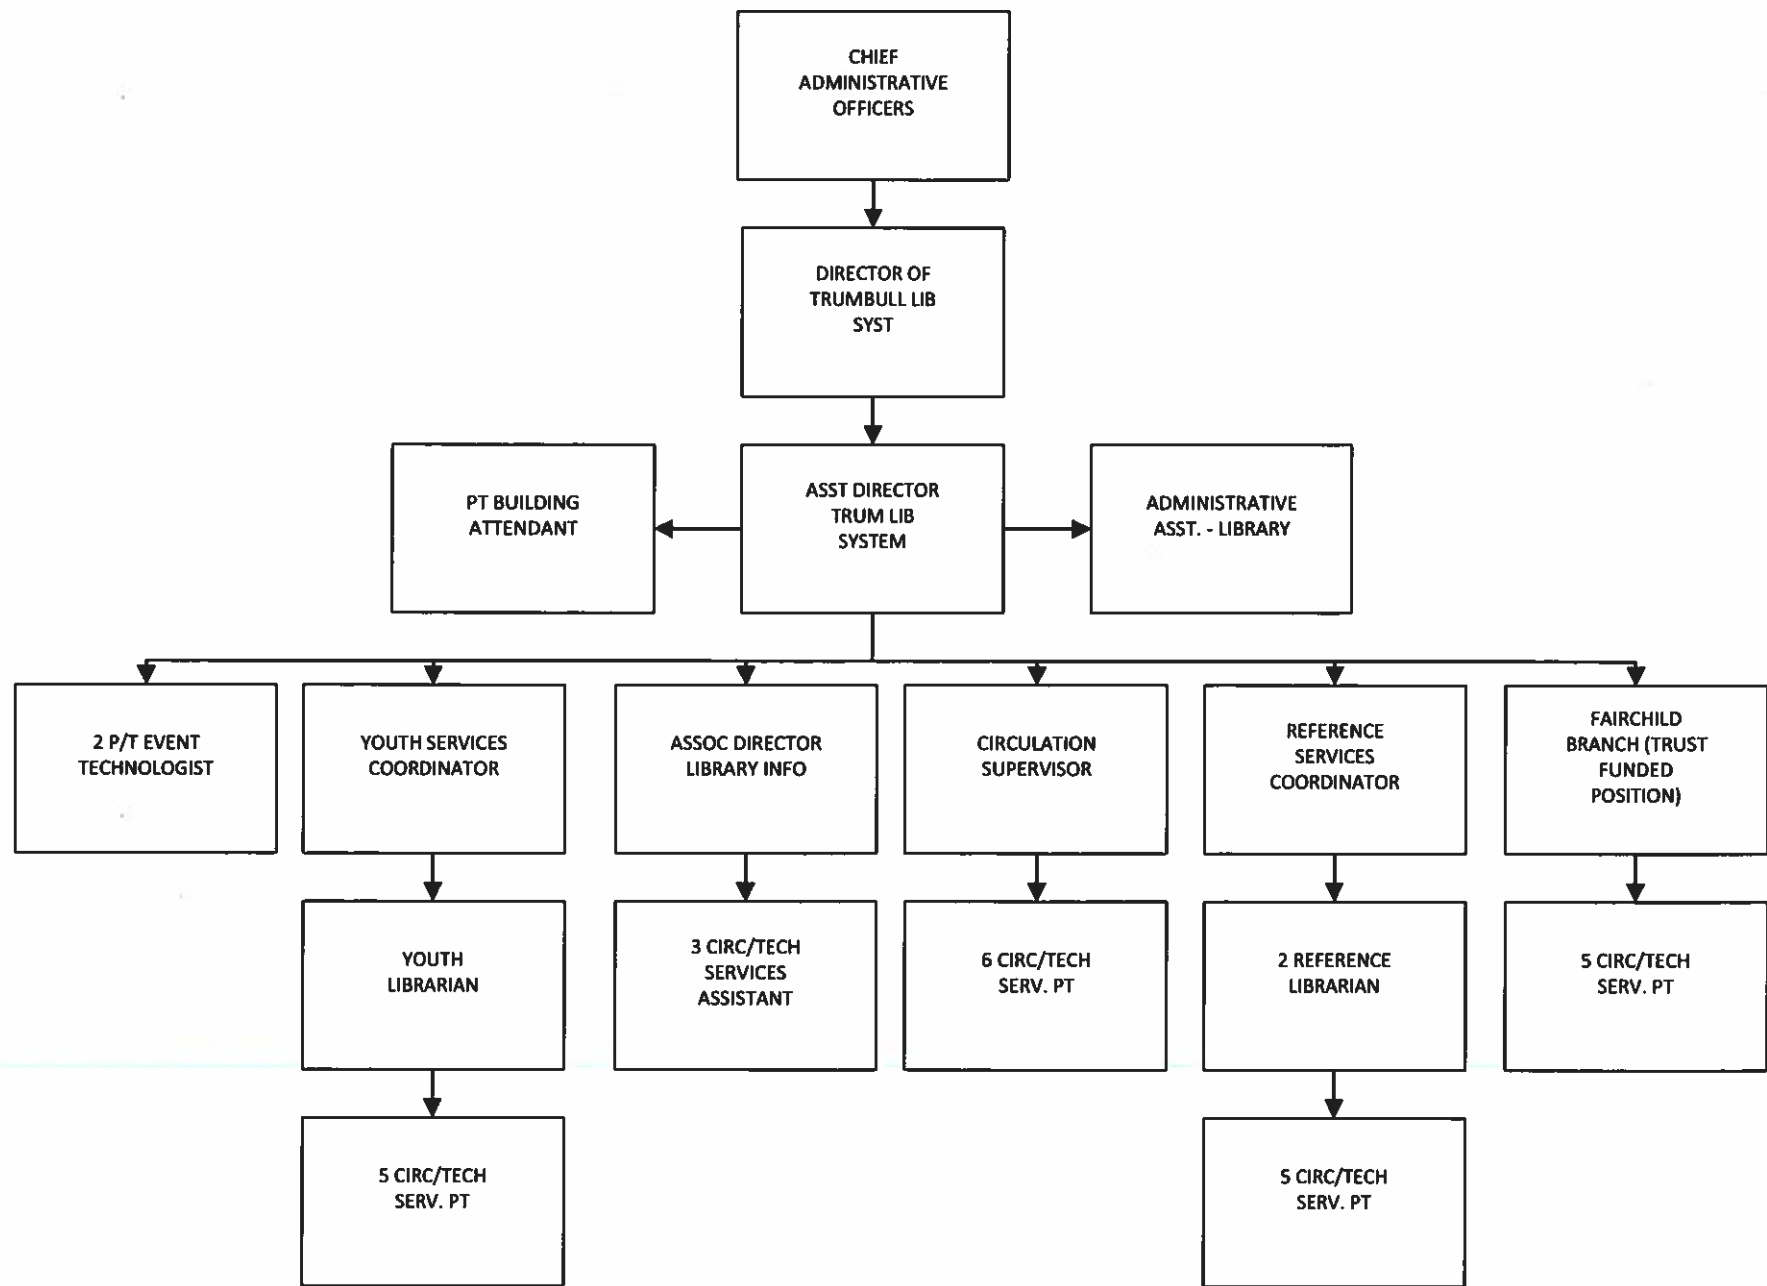 CHIEF
ADMINISTRATIVE
OFFICERS
DIRECTOR OF
TRUMBULL LIB
SYST
PT BUILDING
ATTENDANT
ASST DIRECTOR
TRUM LIB
SYSTEM
ADMINISTRATIVE
ASST. - LIBRARY
2 P/T EVENT
TECHNOLOGIST
YOUTH SERVICES
COORDINATOR
ASSOC DIRECTOR
LIBRARY INFO
CIRCULATION
SUPERVISOR
REFERENCE
SERVICES
COORDINATOR
FAIRCHILD
BRANCH (TRUST
FUNDED
POSITION)
YOUTH
LIBRARIAN
3 CIRC/TECH
SERVICES
ASSISTANT
6 CIRC/TECH
SERV. PT
2 REFERENCE
LIBRARIAN
5 CIRC/TECH
SERV. PT
5 CIRC/TECH
SERV. PT
5 CIRC/TECH
SERV. PT